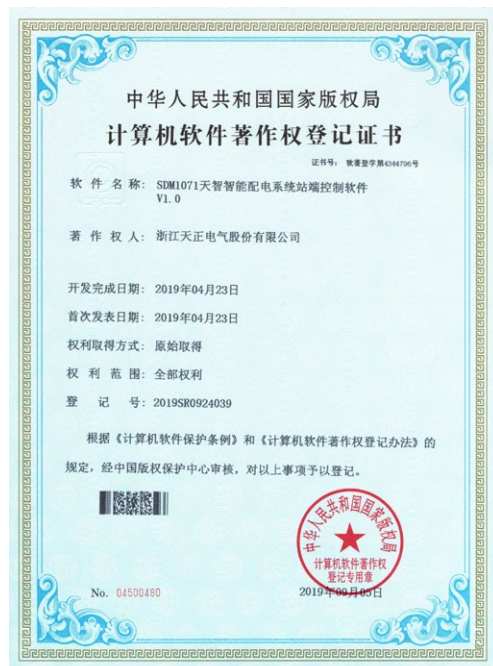 中华人民共和国国家版权局
计算机软件著作权登记证书
证书号： 软著登字第4344796号
软件名称： SDM1071天智智能配电系统站端控制软件
V1.0
著作权人： 浙江天正电气股份有限公司
开发完成日期： 2019年04月23日
首次发表日期： 2019年04月23日
权利取得方式： 原始取得
权利范围： 全部权利
登记号： 2019SR0924039
根据《计算机软件保护条例》和《计算机软件著作权登记办法》的
规定，经中国版权保护中心审核，对以上事项予以登记。
中华人民共和国国家版权局
计算机软件著作权
登记专用章
No. 04500480
2019年09月05日